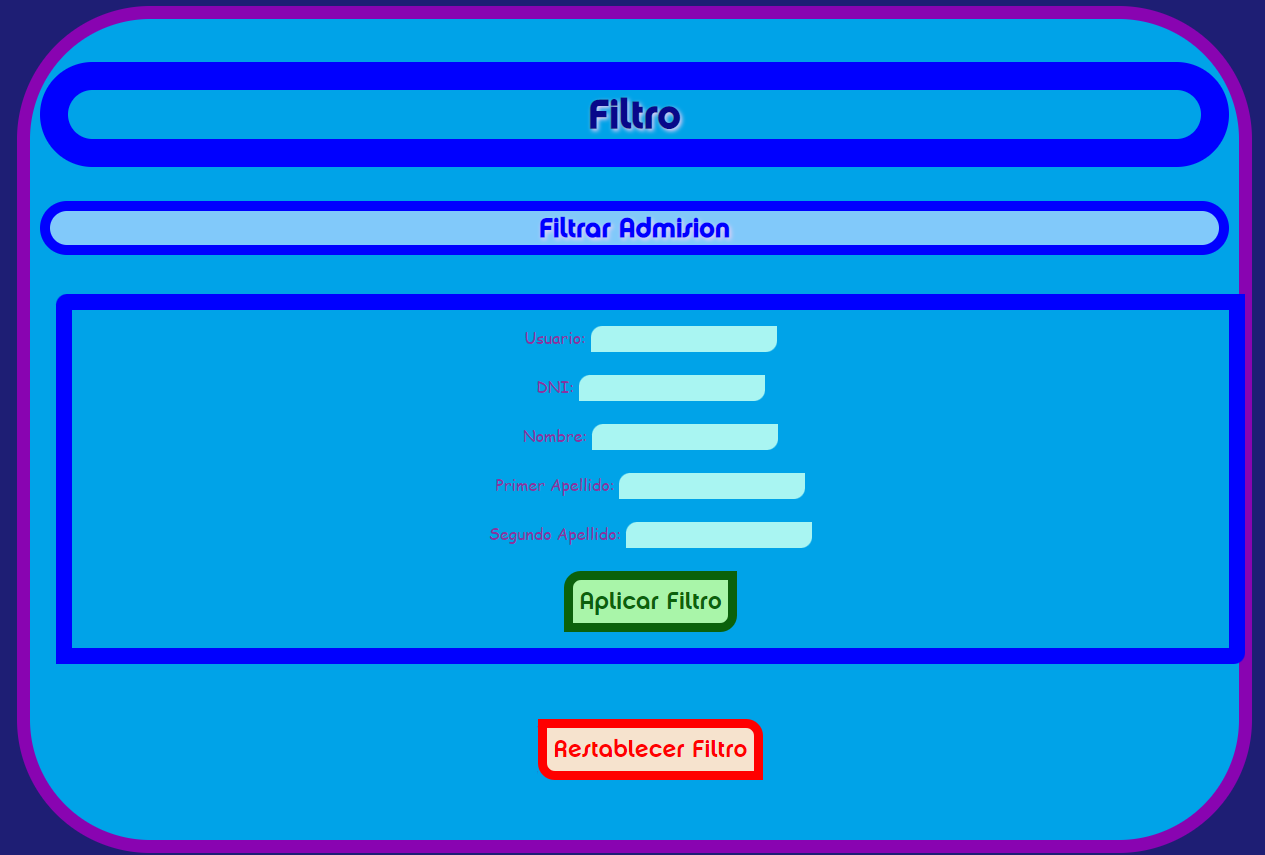 Filtro
Filtrar Admision
Usuario:
DNI:
Nombre:
Primer Apellido:
Segundo Apellido:
Aplicar Filtro
Restablecer Filtro